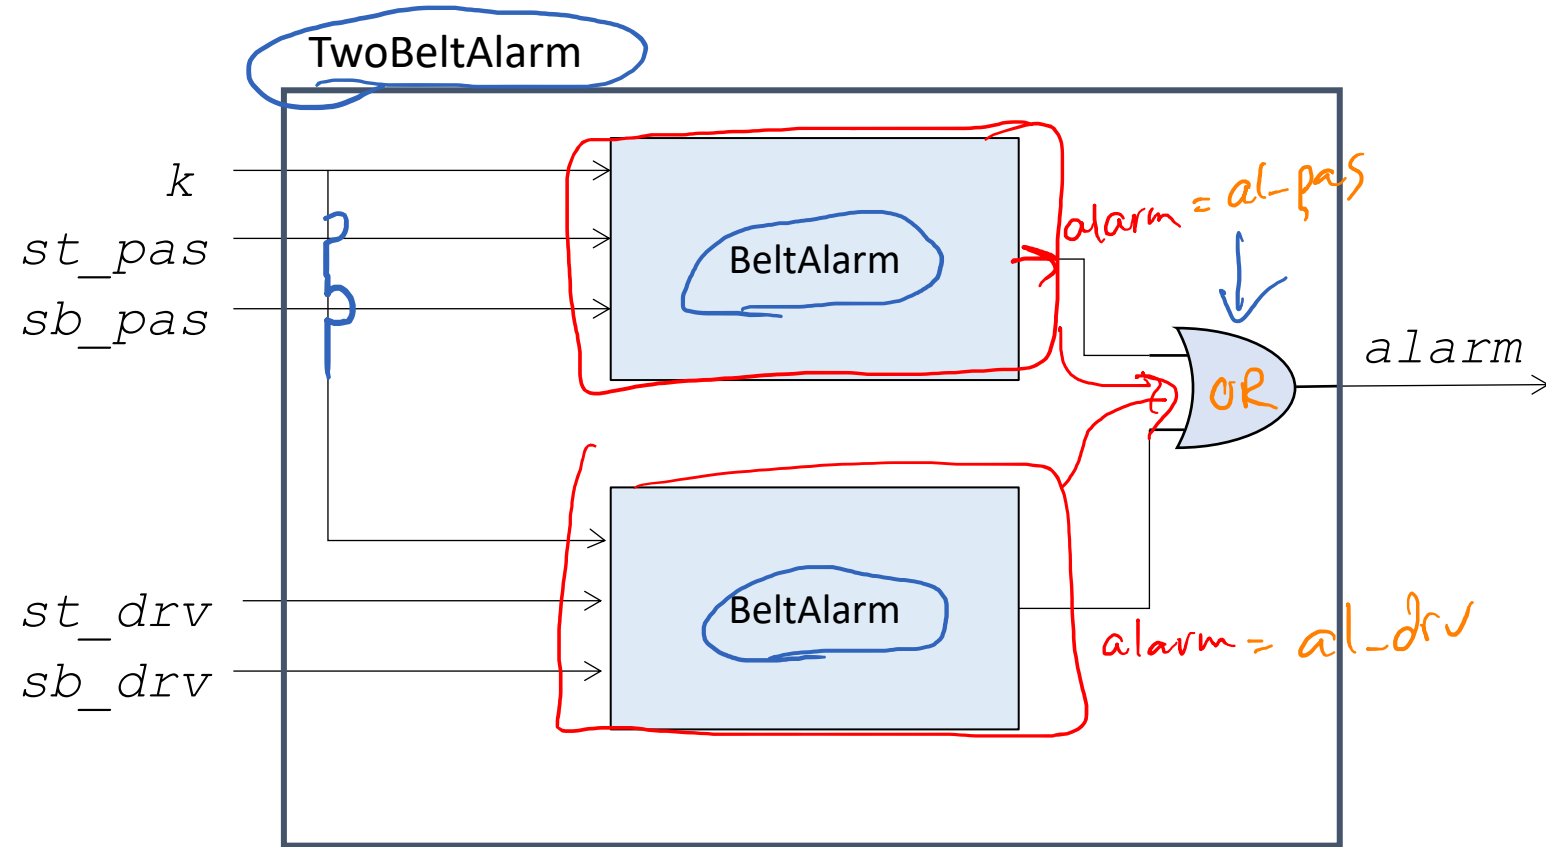 TwoBeltAlarm
k
st_pas
sb_pas
BeltAlarm
alarm = al_pas
OR
alarm
st_drv
sb_drv
BeltAlarm
alarm = al_drv